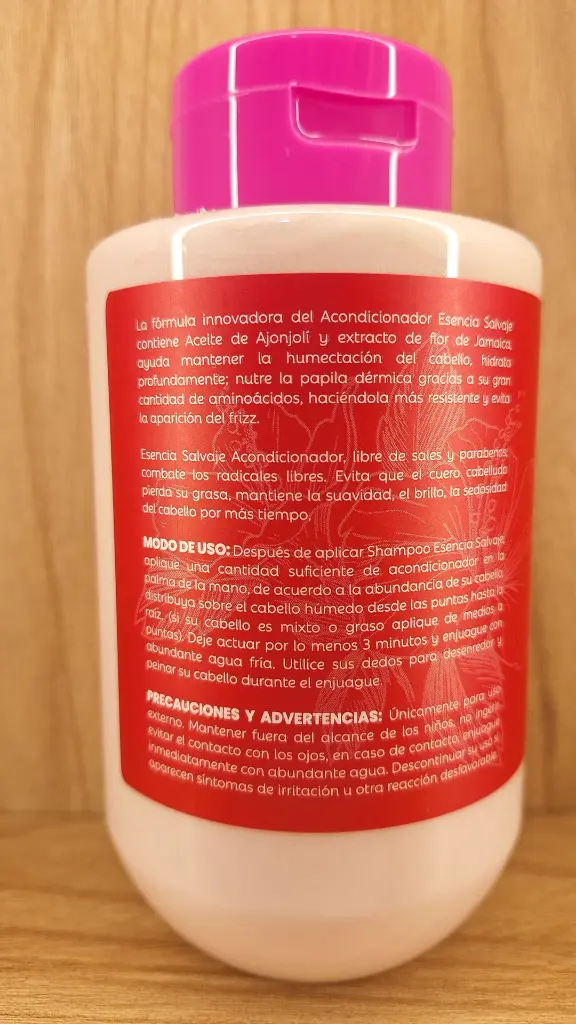 La fórmula innovadora del Acondicionador Esencia Salvaje
contiene Aceite de Ajonjolí y extracto de flor de Jamaica,
ayuda mantener la humectación del cabello, hidrata
profundamente; nutre la papila dérmica gracias a su gran
cantidad de aminoácidos, haciéndola más resistente y evita
la aparición del frizz.
Esencia Salvaje Acondicionador, libre de sales y parabenos;
combate los radicales libres. Evita que el cuero cabelludo
pierda su grasa, mantiene la suavidad, el brillo, la sedosidad
del cabello por más tiempo.
MODO DE USO: Después de aplicar Shampoo Esencia Salvaje,
aplique una cantidad suficiente de acondicionador en la
palma de la mano, de acuerdo a la abundancia de su cabello,
distribuya sobre el cabello húmedo desde las puntas hasta la
raíz, (si su cabello es mixto o graso aplique de medios a
puntas). Deje actuar por lo menos 3 minutos y enjuague con
abundante agua fría. Utilice sus dedos para desenredar y
peinar su cabello durante el enjuague.
PRECAUCIONES Y ADVERTENCIAS: Únicamente para uso
externo. Mantener fuera del alcance de los niños, no ingerir,
evitar el contacto con los ojos, en caso de contacto, enjuague
inmediatamente con abundante agua. Descontinuar su uso si
aparecen síntomas de irritación u otra reacción desfavorable.